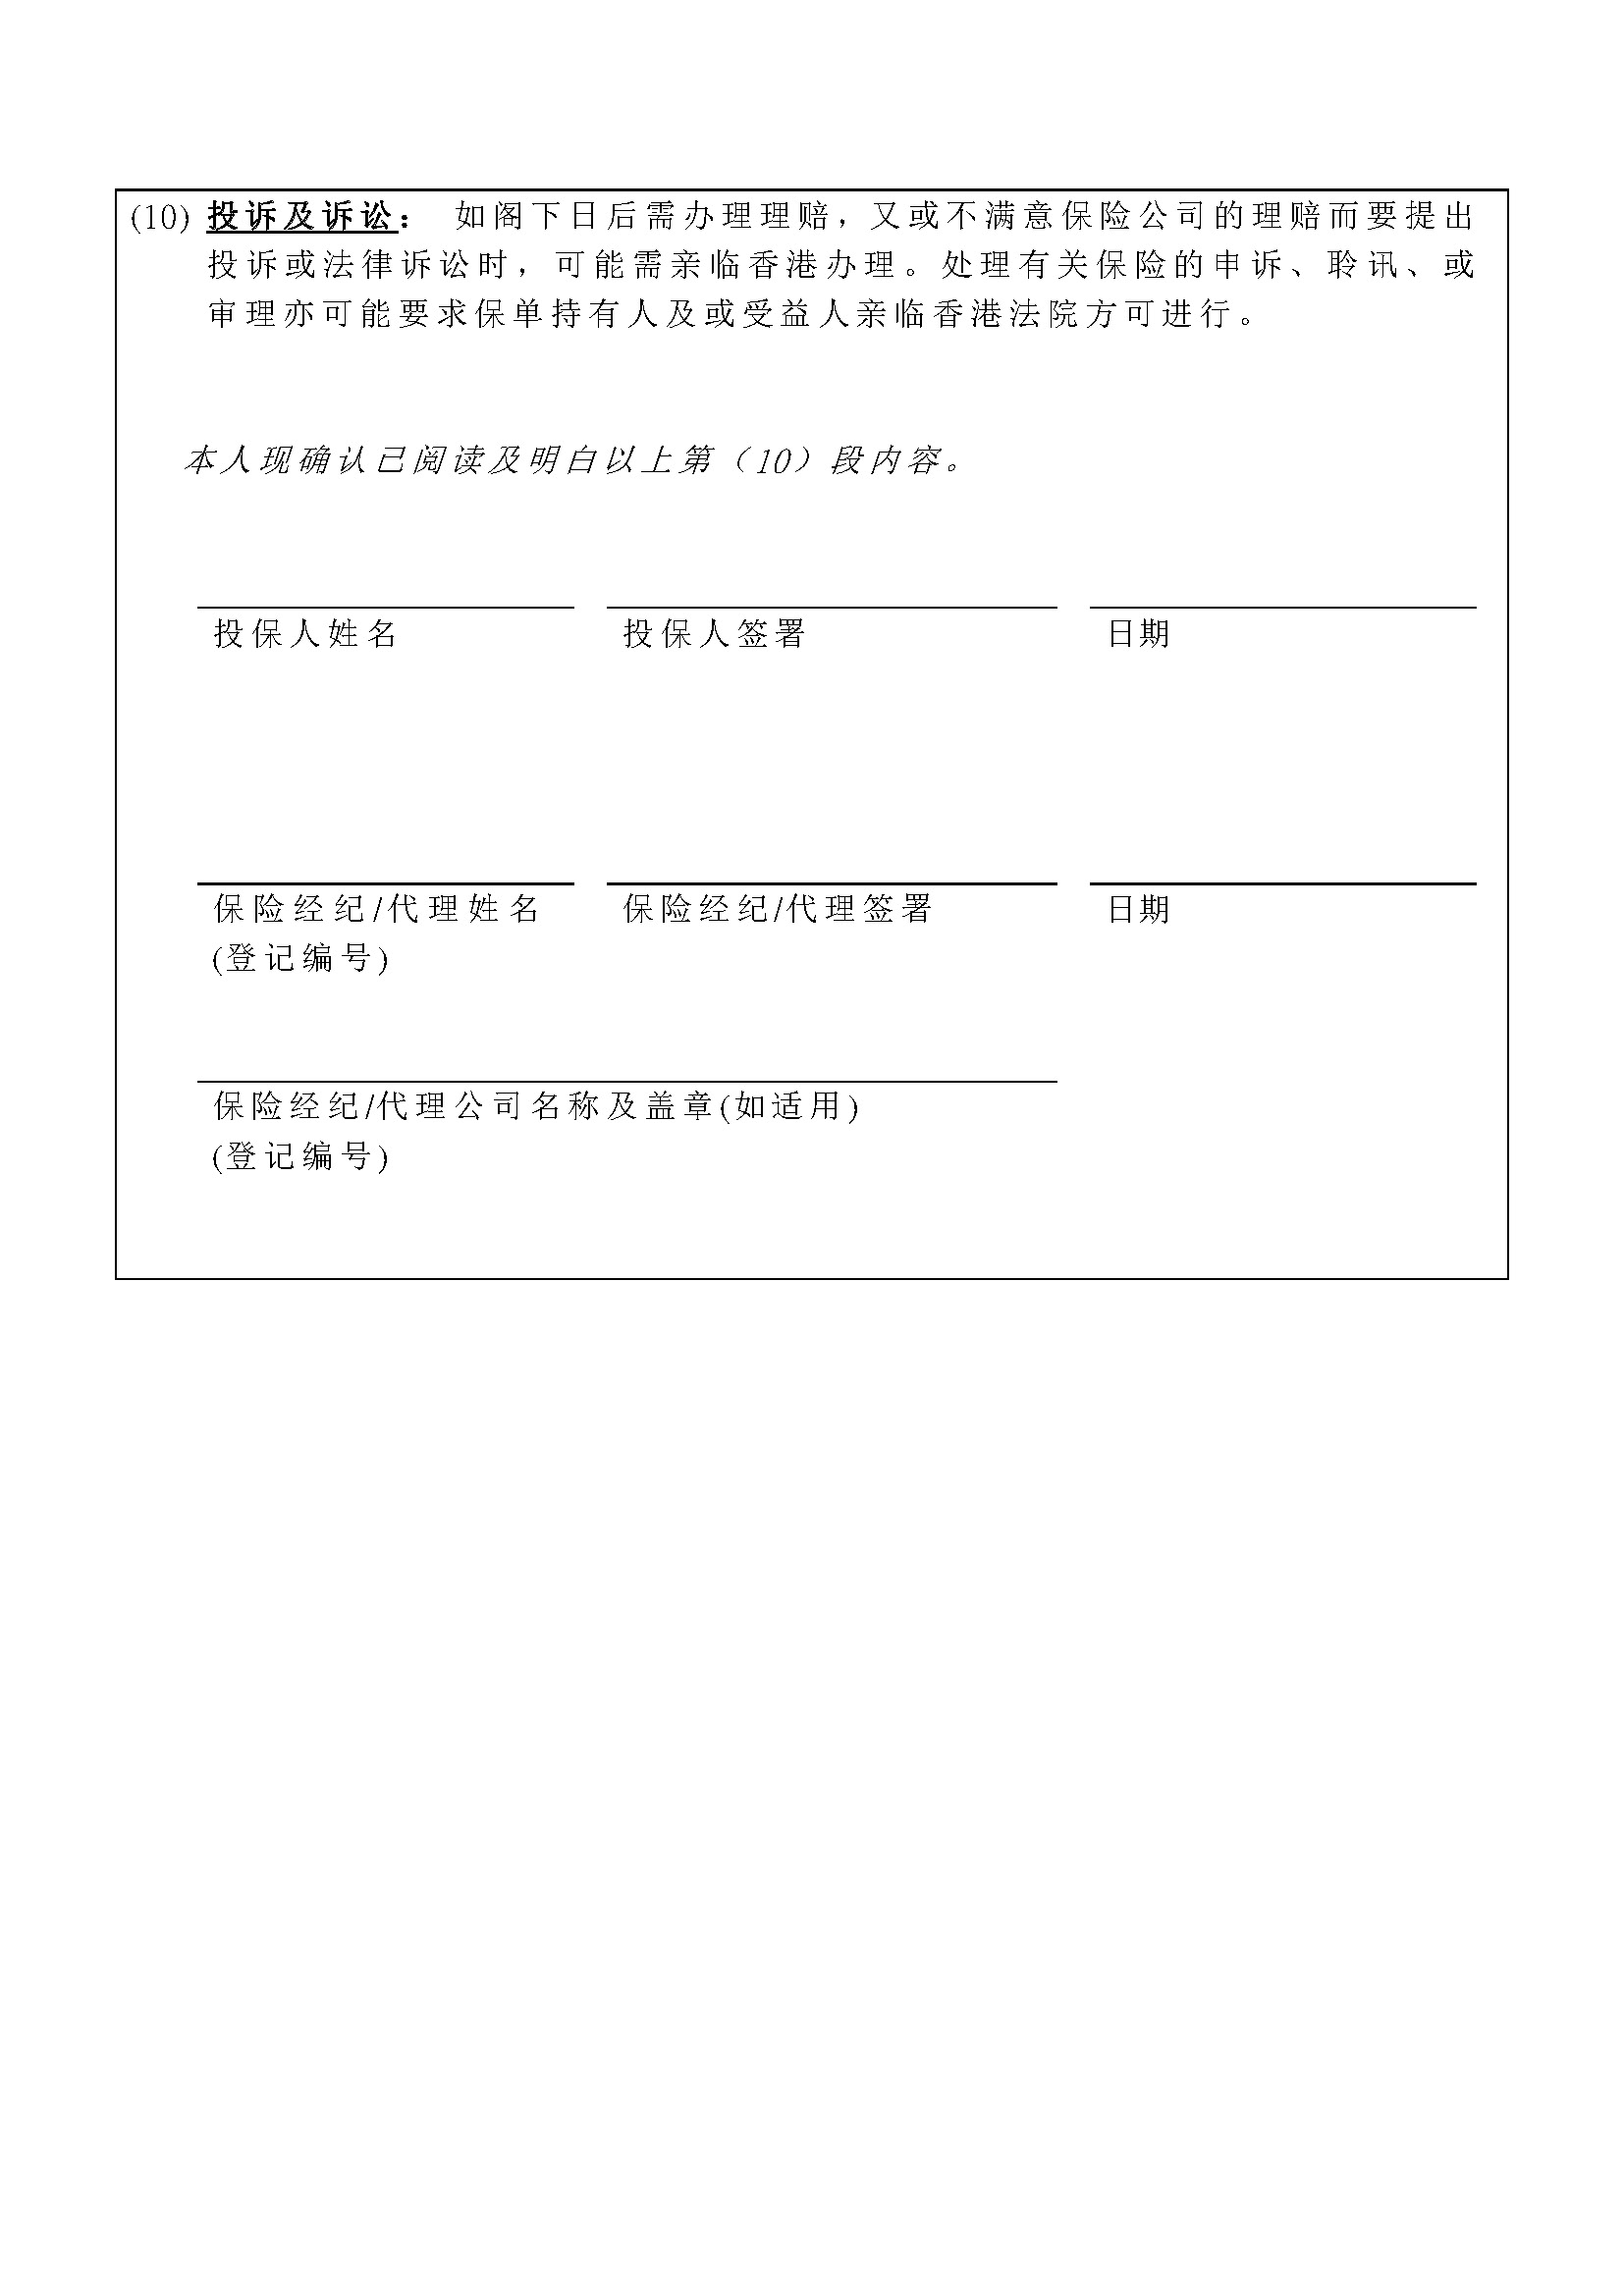 (10) 投诉及诉讼： 如阁下日后需办理理赔，又或不满意保险公司的理赔而要提出
投诉或法律诉讼时，可能需亲临香港办理。处理有关保险的申诉、聆讯、或
审理亦可能要求保单持有人及或受益人亲临香港法院方可进行。
本人现确认已阅读及明白以上第（10）段内容。
投保人姓名 投保人签署 日期
保险经纪/代理姓名 保险经纪/代理签署 日期
(登记编号)
保险经纪/代理公司名称及盖章(如适用)
(登记编号)